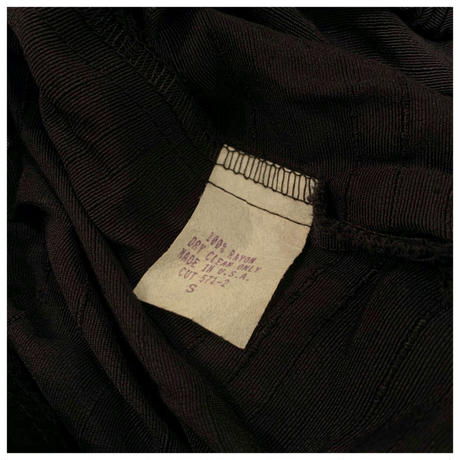 100% RAYON
DRY CLEAN ONLY
MADE IN U.S.A.
CUT 571-2
S